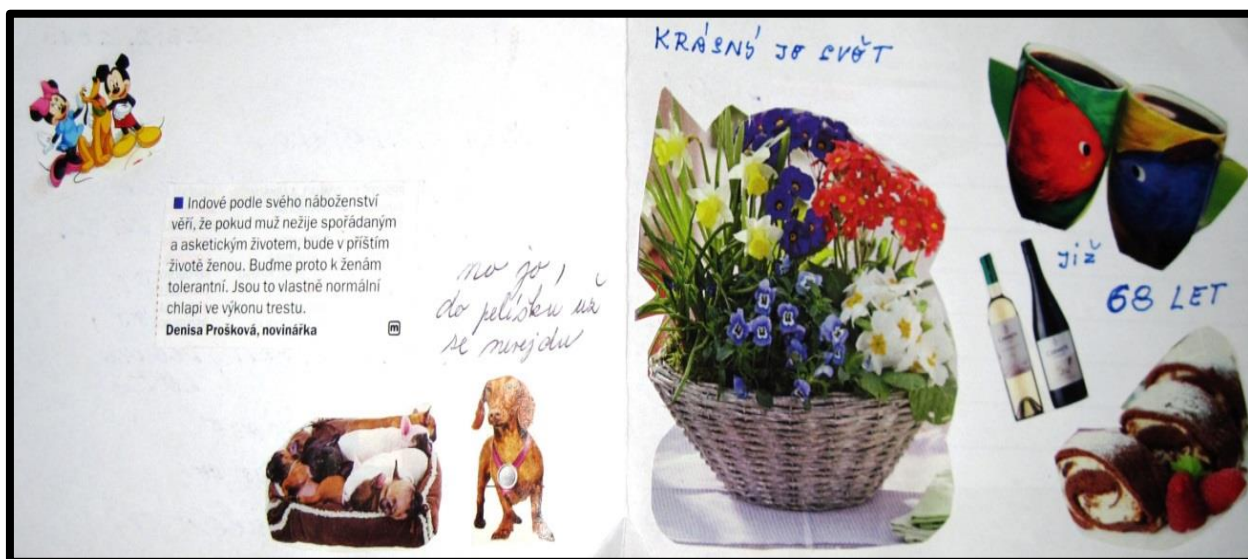 ■ Indové podle svého náboženství
věří, že pokud muž nežije spořádaným
a asketickým životem, bude v příštím
životě ženou. Buďme proto k ženám
tolerantní. Jsou to vlastně normální
chlapi ve výkonu trestu.
Denisa Prošková, novinářka
m
no jo,
do pelíšku už
se nevejdu
KRÁSNÝ JE SVĚT
JIŽ
68 LET